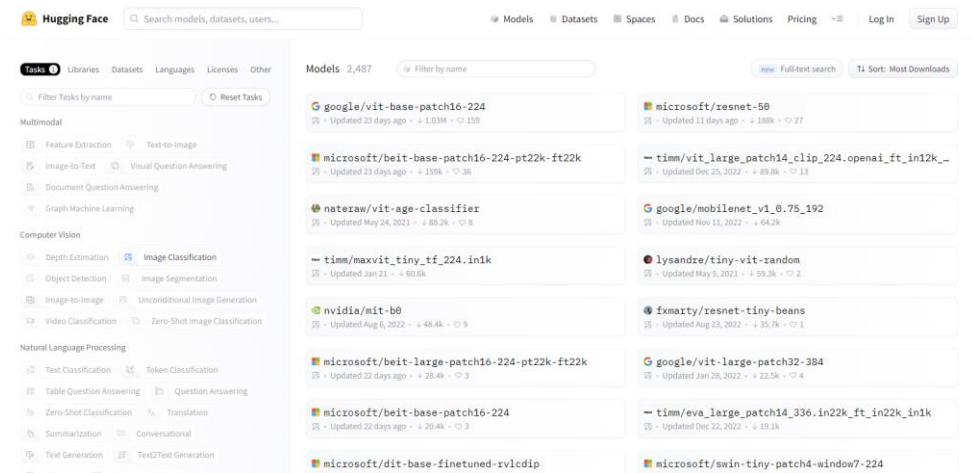 Hugging Face
Search models, datasets, users...
Models Datasets Spaces Docs Solutions Pricing Log In Sign Up
Tasks 1 Libraries Datasets Languages Licenses Other
Filter Tasks by name
Reset Tasks
Multimodal
Feature Extraction Text-to-Image
Image-to-Text Visual Question Answering
Document Question Answering
Graph Machine Learning
Computer Vision
Depth Estimation Image Classification
Object Detection Image Segmentation
Image-to-Image Unconditional Image Generation
Video Classification Zero-Shot Image Classification
Natural Language Processing
Text Classification Token Classification
Table Question Answering Question Answering
Zero-Shot Classification Translation
Summarization Conversational
Text Generation Text2Text Generation
Models 2,487
Filter by name
new Full-text search
↑↓ Sort: Most Downloads
google/vit-base-patch16-224
• Updated 23 days ago • ↓ 1.03M • ♡ 159
microsoft/resnet-50
• Updated 11 days ago • ↓ 188k • ♡ 27
microsoft/beit-base-patch16-224-pt22k-ft22k
• Updated 23 days ago • ↓ 159k • ♡ 36
timm/vit_large_patch14_clip_224.openai_ft_in12k_…
• Updated Dec 25, 2022 • ↓ 89.8k • ♡ 13
nateraw/vit-age-classifier
• Updated May 24, 2021 • ↓ 88.2k • ♡ 8
google/mobilenet_v1_0.75_192
• Updated Nov 11, 2022 • ↓ 64.2k
timm/maxvit_tiny_tf_224.in1k
• Updated Jan 21 • ↓ 60.6k
lysandre/tiny-vit-random
• Updated May 5, 2021 • ↓ 59.3k • ♡ 2
nvidia/mit-b0
• Updated Aug 6, 2022 • ↓ 48.4k • ♡ 9
fxmarty/resnet-tiny-beans
• Updated Aug 23, 2022 • ↓ 35.7k • ♡ 1
microsoft/beit-large-patch16-224-pt22k-ft22k
• Updated 22 days ago • ↓ 28.4k • ♡ 3
google/vit-large-patch32-384
• Updated Jan 28, 2022 • ↓ 22.5k • ♡ 4
microsoft/beit-base-patch16-224
• Updated 22 days ago • ↓ 20.4k • ♡ 3
timm/eva_large_patch14_336.in22k_ft_in22k_in1k
• Updated Dec 22, 2022 • ↓ 19.1k
microsoft/dit-base-finetuned-rvlcdip
microsoft/swin-tiny-patch4-window7-224